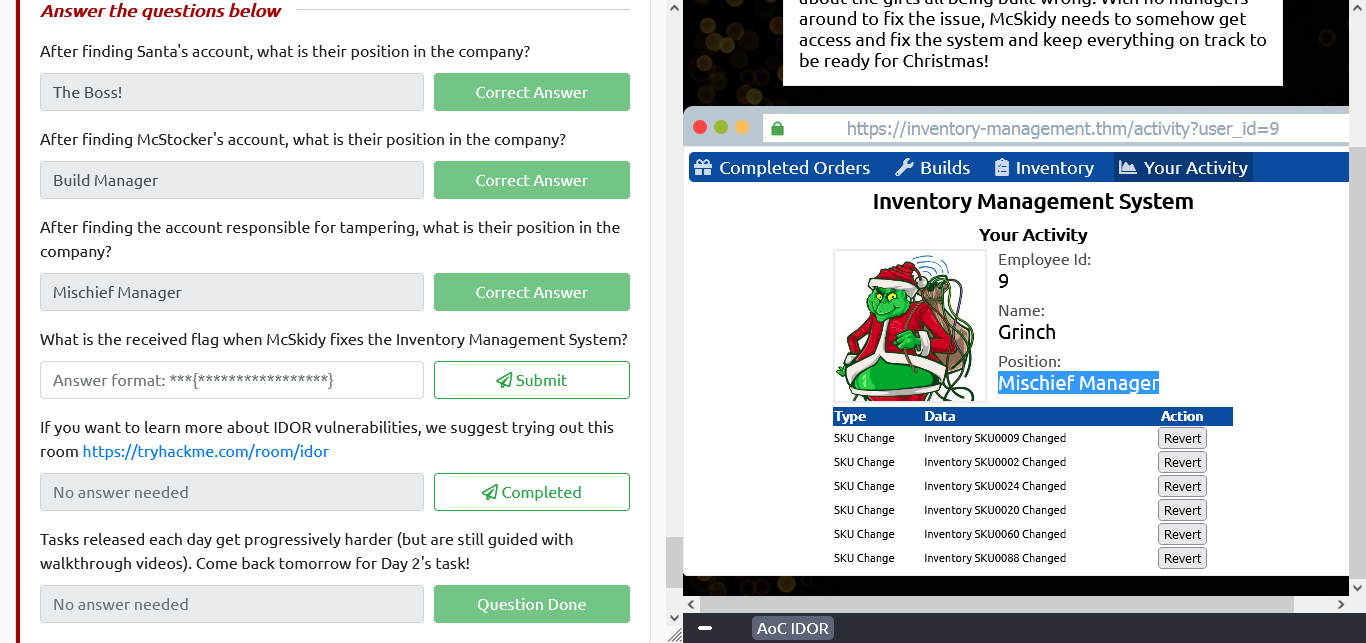 Answer the questions below
After finding Santa's account, what is their position in the company?
The Boss!
Correct Answer
After finding McStocker's account, what is their position in the company?
Build Manager
Correct Answer
After finding the account responsible for tampering, what is their position in the
company?
Mischief Manager
Correct Answer
What is the received flag when McSkidy fixes the Inventory Management System?
Answer format: ***{*****************}
Submit
If you want to learn more about IDOR vulnerabilities, we suggest trying out this
room https://tryhackme.com/room/idor
No answer needed
Completed
Tasks released each day get progressively harder (but are still guided with
walkthrough videos). Come back tomorrow for Day 2's task!
No answer needed
Question Done
about the gifts all being built wrong. With no managers
around to fix the issue, McSkidy needs to somehow get
access and fix the system and keep everything on track to
be ready for Christmas!
https://inventory-management.thm/activity?user_id=9
Completed Orders Builds Inventory Your Activity
Inventory Management System
Your Activity
Employee Id:
9
Name:
Grinch
Position:
Mischief Manager
Type Data Action
SKU Change Inventory SKU0009 Changed Revert
SKU Change Inventory SKU0002 Changed Revert
SKU Change Inventory SKU0024 Changed Revert
SKU Change Inventory SKU0020 Changed Revert
SKU Change Inventory SKU0060 Changed Revert
SKU Change Inventory SKU0088 Changed Revert
AoC IDOR